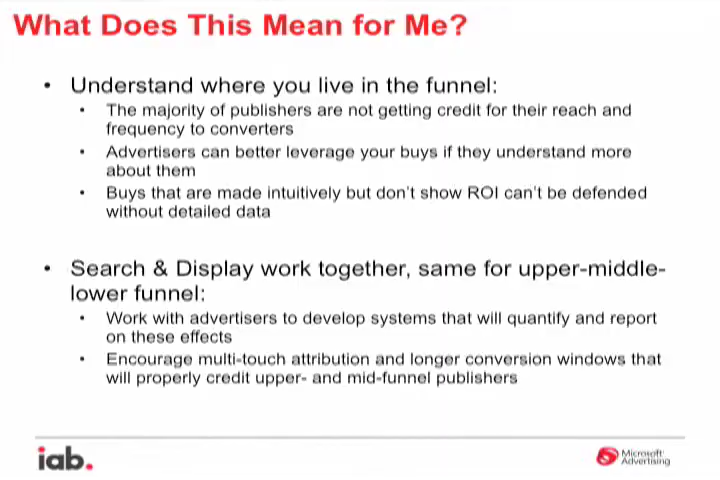 What Does This Mean for Me?
• Understand where you live in the funnel:
• The majority of publishers are not getting credit for their reach and
frequency to converters
• Advertisers can better leverage your buys if they understand more
about them
• Buys that are made intuitively but don't show ROI can't be defended
without detailed data
• Search & Display work together, same for upper-middle-
lower funnel:
• Work with advertisers to develop systems that will quantify and report
on these effects
• Encourage multi-touch attribution and longer conversion windows that
will properly credit upper- and mid-funnel publishers
iab.
Microsoft
Advertising